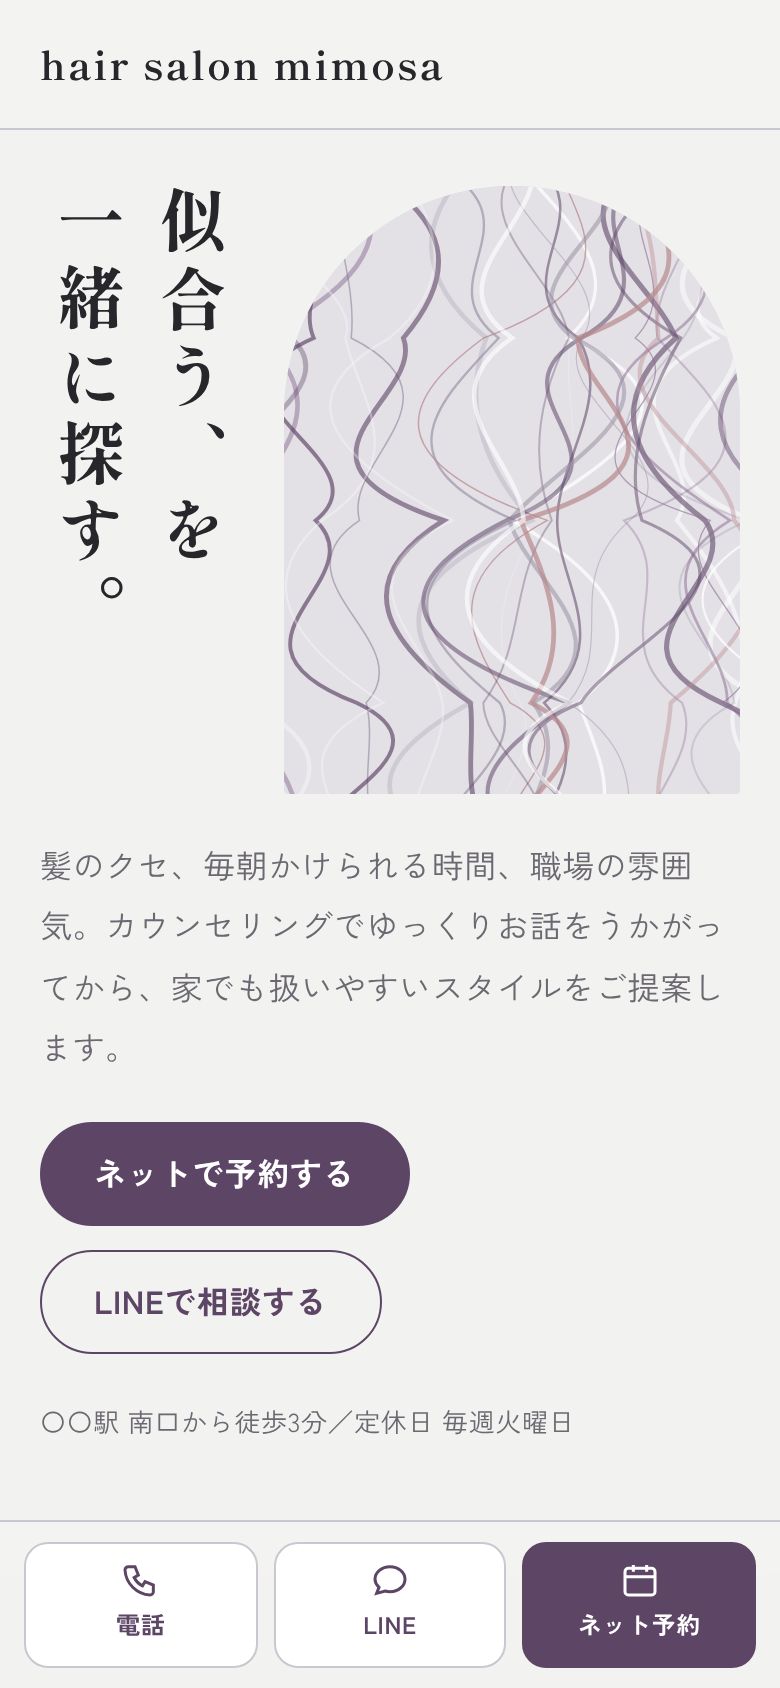 hair salon mimosa
似合う、を
一緒に探す。
髪のクセ、毎朝かけられる時間、職場の雰囲
気。カウンセリングでゆっくりお話をうかがっ
てから、家でも扱いやすいスタイルをご提案し
ます。
ネットで予約する
LINEで相談する
〇〇駅 南口から徒歩3分／定休日 毎週火曜日
電話
LINE
ネット予約